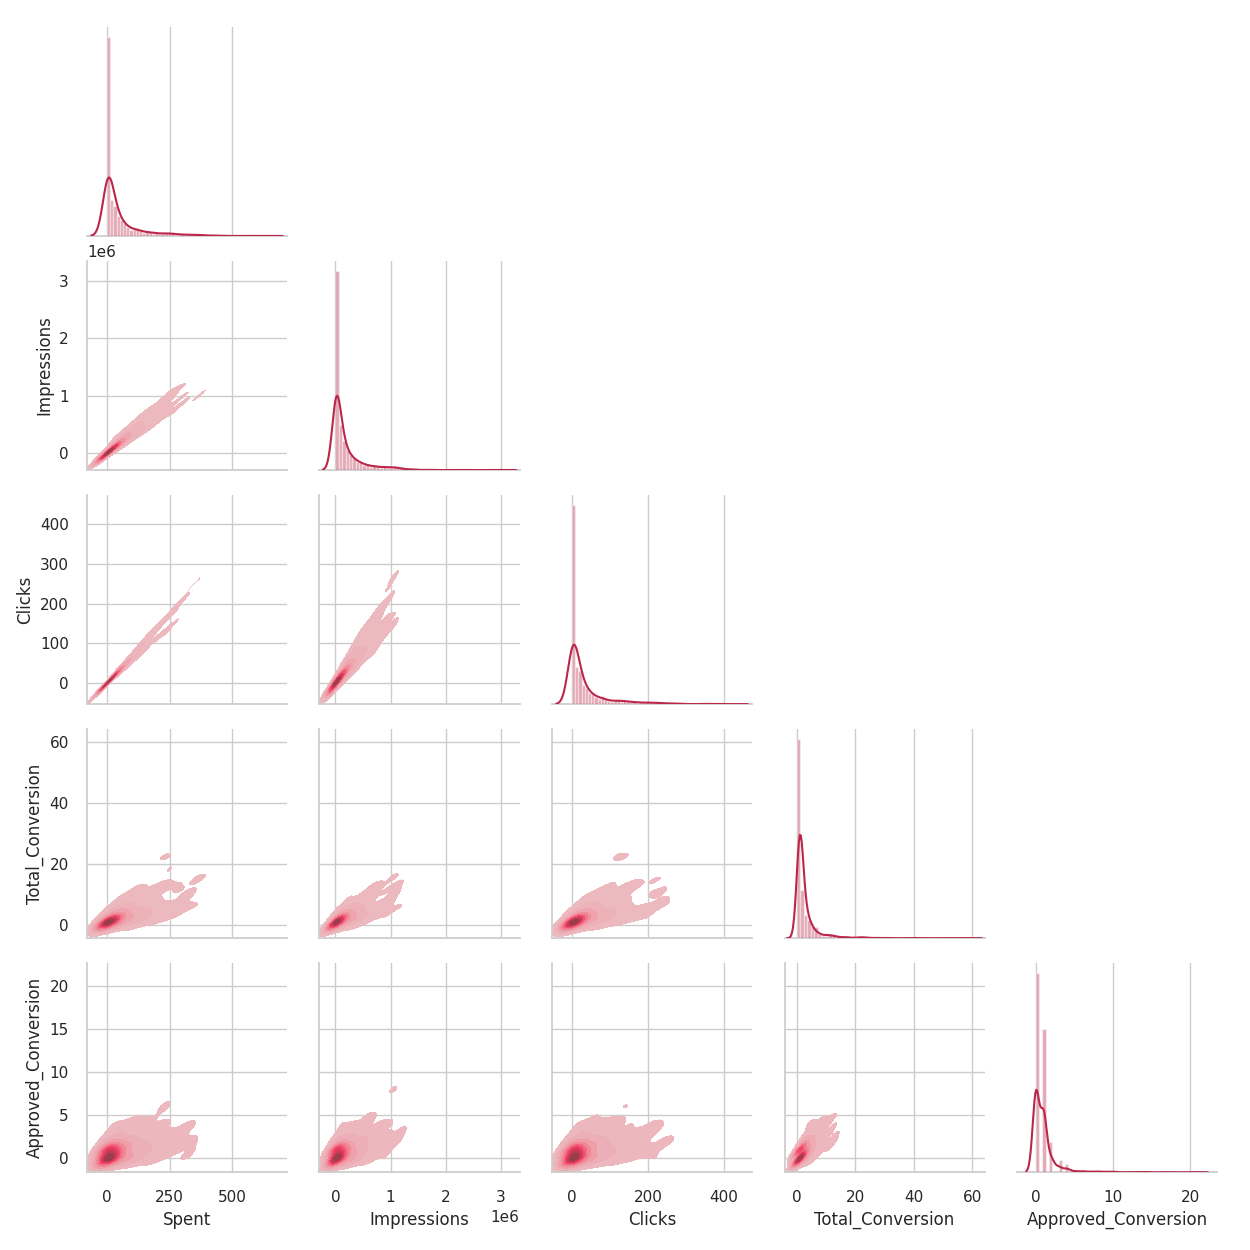 1e6
3
2
1
0
Impressions
400
300
200
100
0
Clicks
60
40
20
0
Total_Conversion
20
15
10
5
0
Approved_Conversion
0 250 500
0 1 2 3
0 200 400
0 20 40 60
0 10 20
Spent
Impressions
1e6
Clicks
Total_Conversion
Approved_Conversion